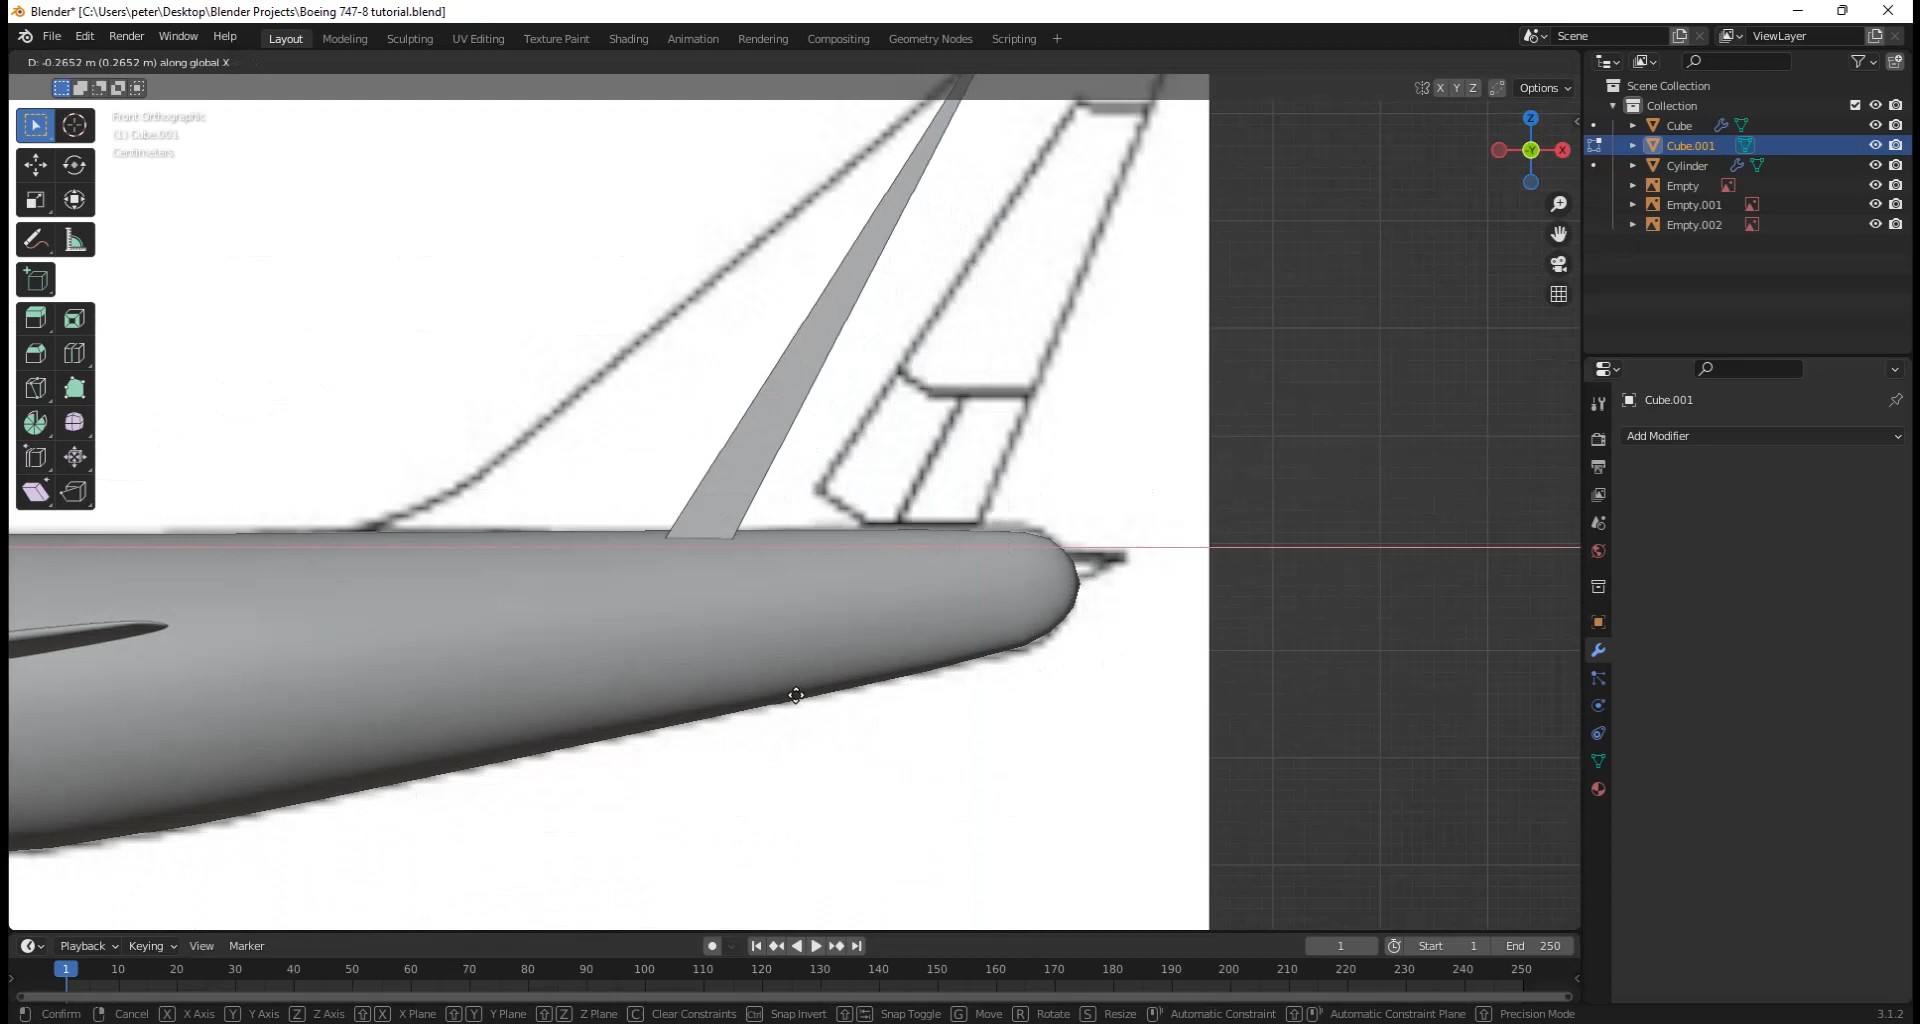 Blender* [C:\Users\peter\Desktop\Blender Projects\Boeing 747-8 tutorial.blend]
File Edit Render Window Help Layout Modeling Sculpting UV Editing Texture Paint Shading Animation Rendering Compositing Geometry Nodes Scripting + Scene ViewLayer
D: -0.2652 m (0.2652 m) along global X
X Y Z Options
Front Orthographic
(1) Cube.001
Centimeters
Z
-Y X
Scene Collection
Collection
Cube
Cube.001
Cylinder
Empty
Empty.001
Empty.002
Cube.001
Add Modifier
Playback Keying View Marker 1 Start 1 End 250
1 10 20 30 40 50 60 70 80 90 100 110 120 130 140 150 160 170 180 190 200 210 220 230 240 250
Confirm Cancel X X Axis Y Y Axis Z Z Axis X X Plane Y Y Plane Z Z Plane C Clear Constraints Ctrl Snap Invert Snap Toggle G Move R Rotate S Resize Automatic Constraint Automatic Constraint Plane Precision Mode 3.1.2